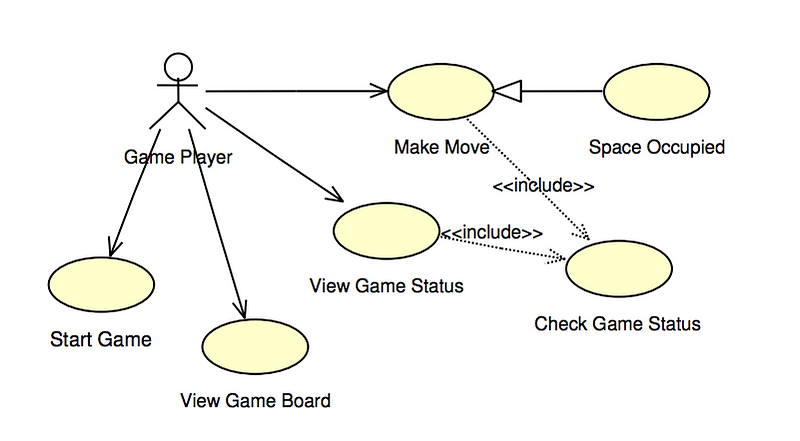 Game Player
Make Move
Space Occupied
<<include>>
<<include>>
View Game Status
Check Game Status
Start Game
View Game Board